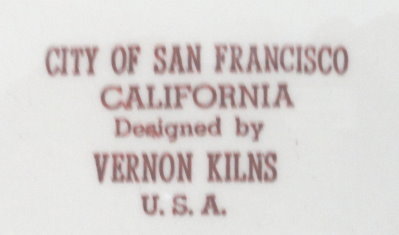 CITY OF SAN FRANCISCO
CALIFORNIA
Designed by
VERNON KILNS
U. S. A.